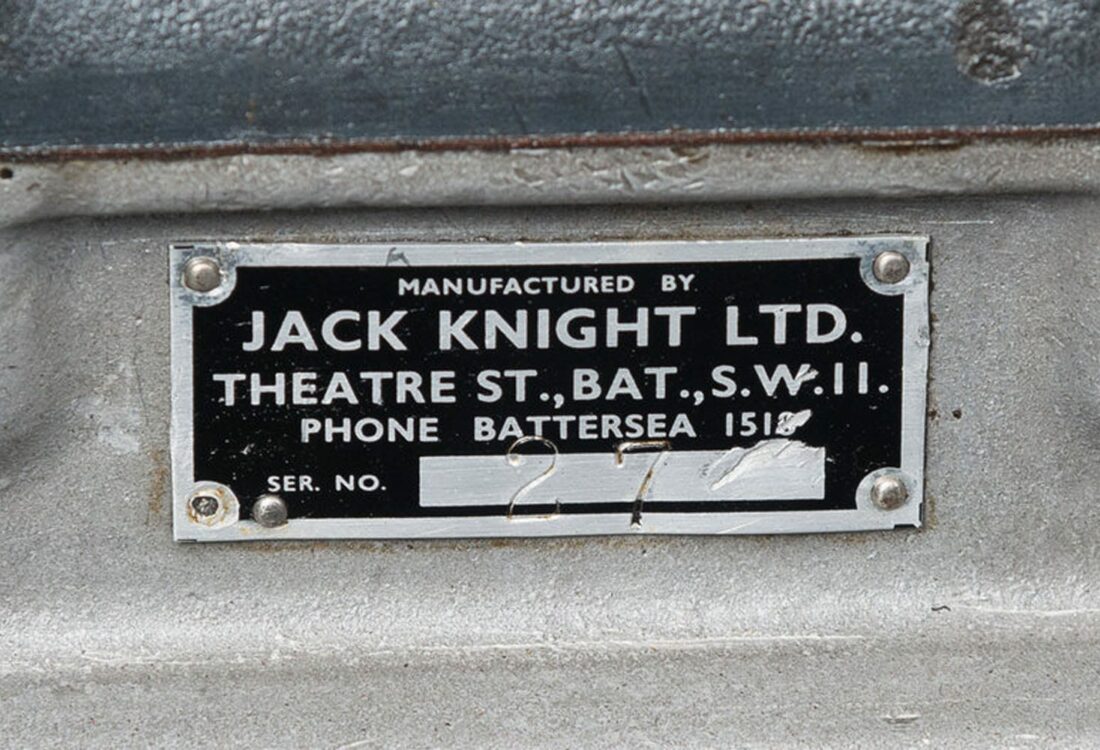 MANUFACTURED BY
JACK KNIGHT LTD.
THEATRE ST., BAT., S.W.11.
PHONE BATTERSEA
SER. NO. 27